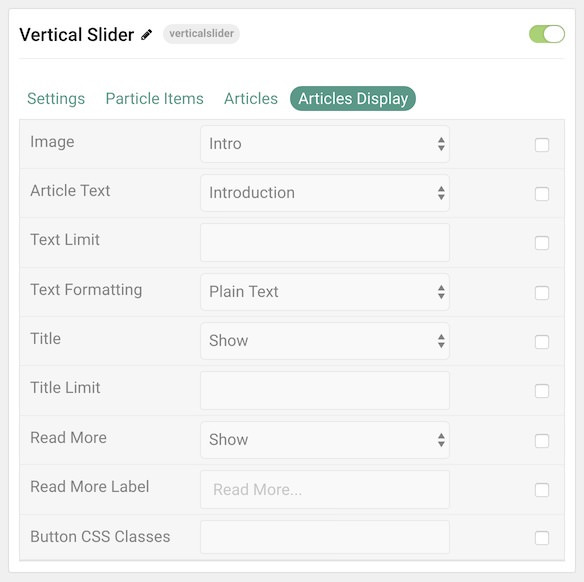 Vertical Slider verticalslider
Settings Particle Items Articles Articles Display
Image Intro
Article Text Introduction
Text Limit
Text Formatting Plain Text
Title Show
Title Limit
Read More Show
Read More Label Read More...
Button CSS Classes